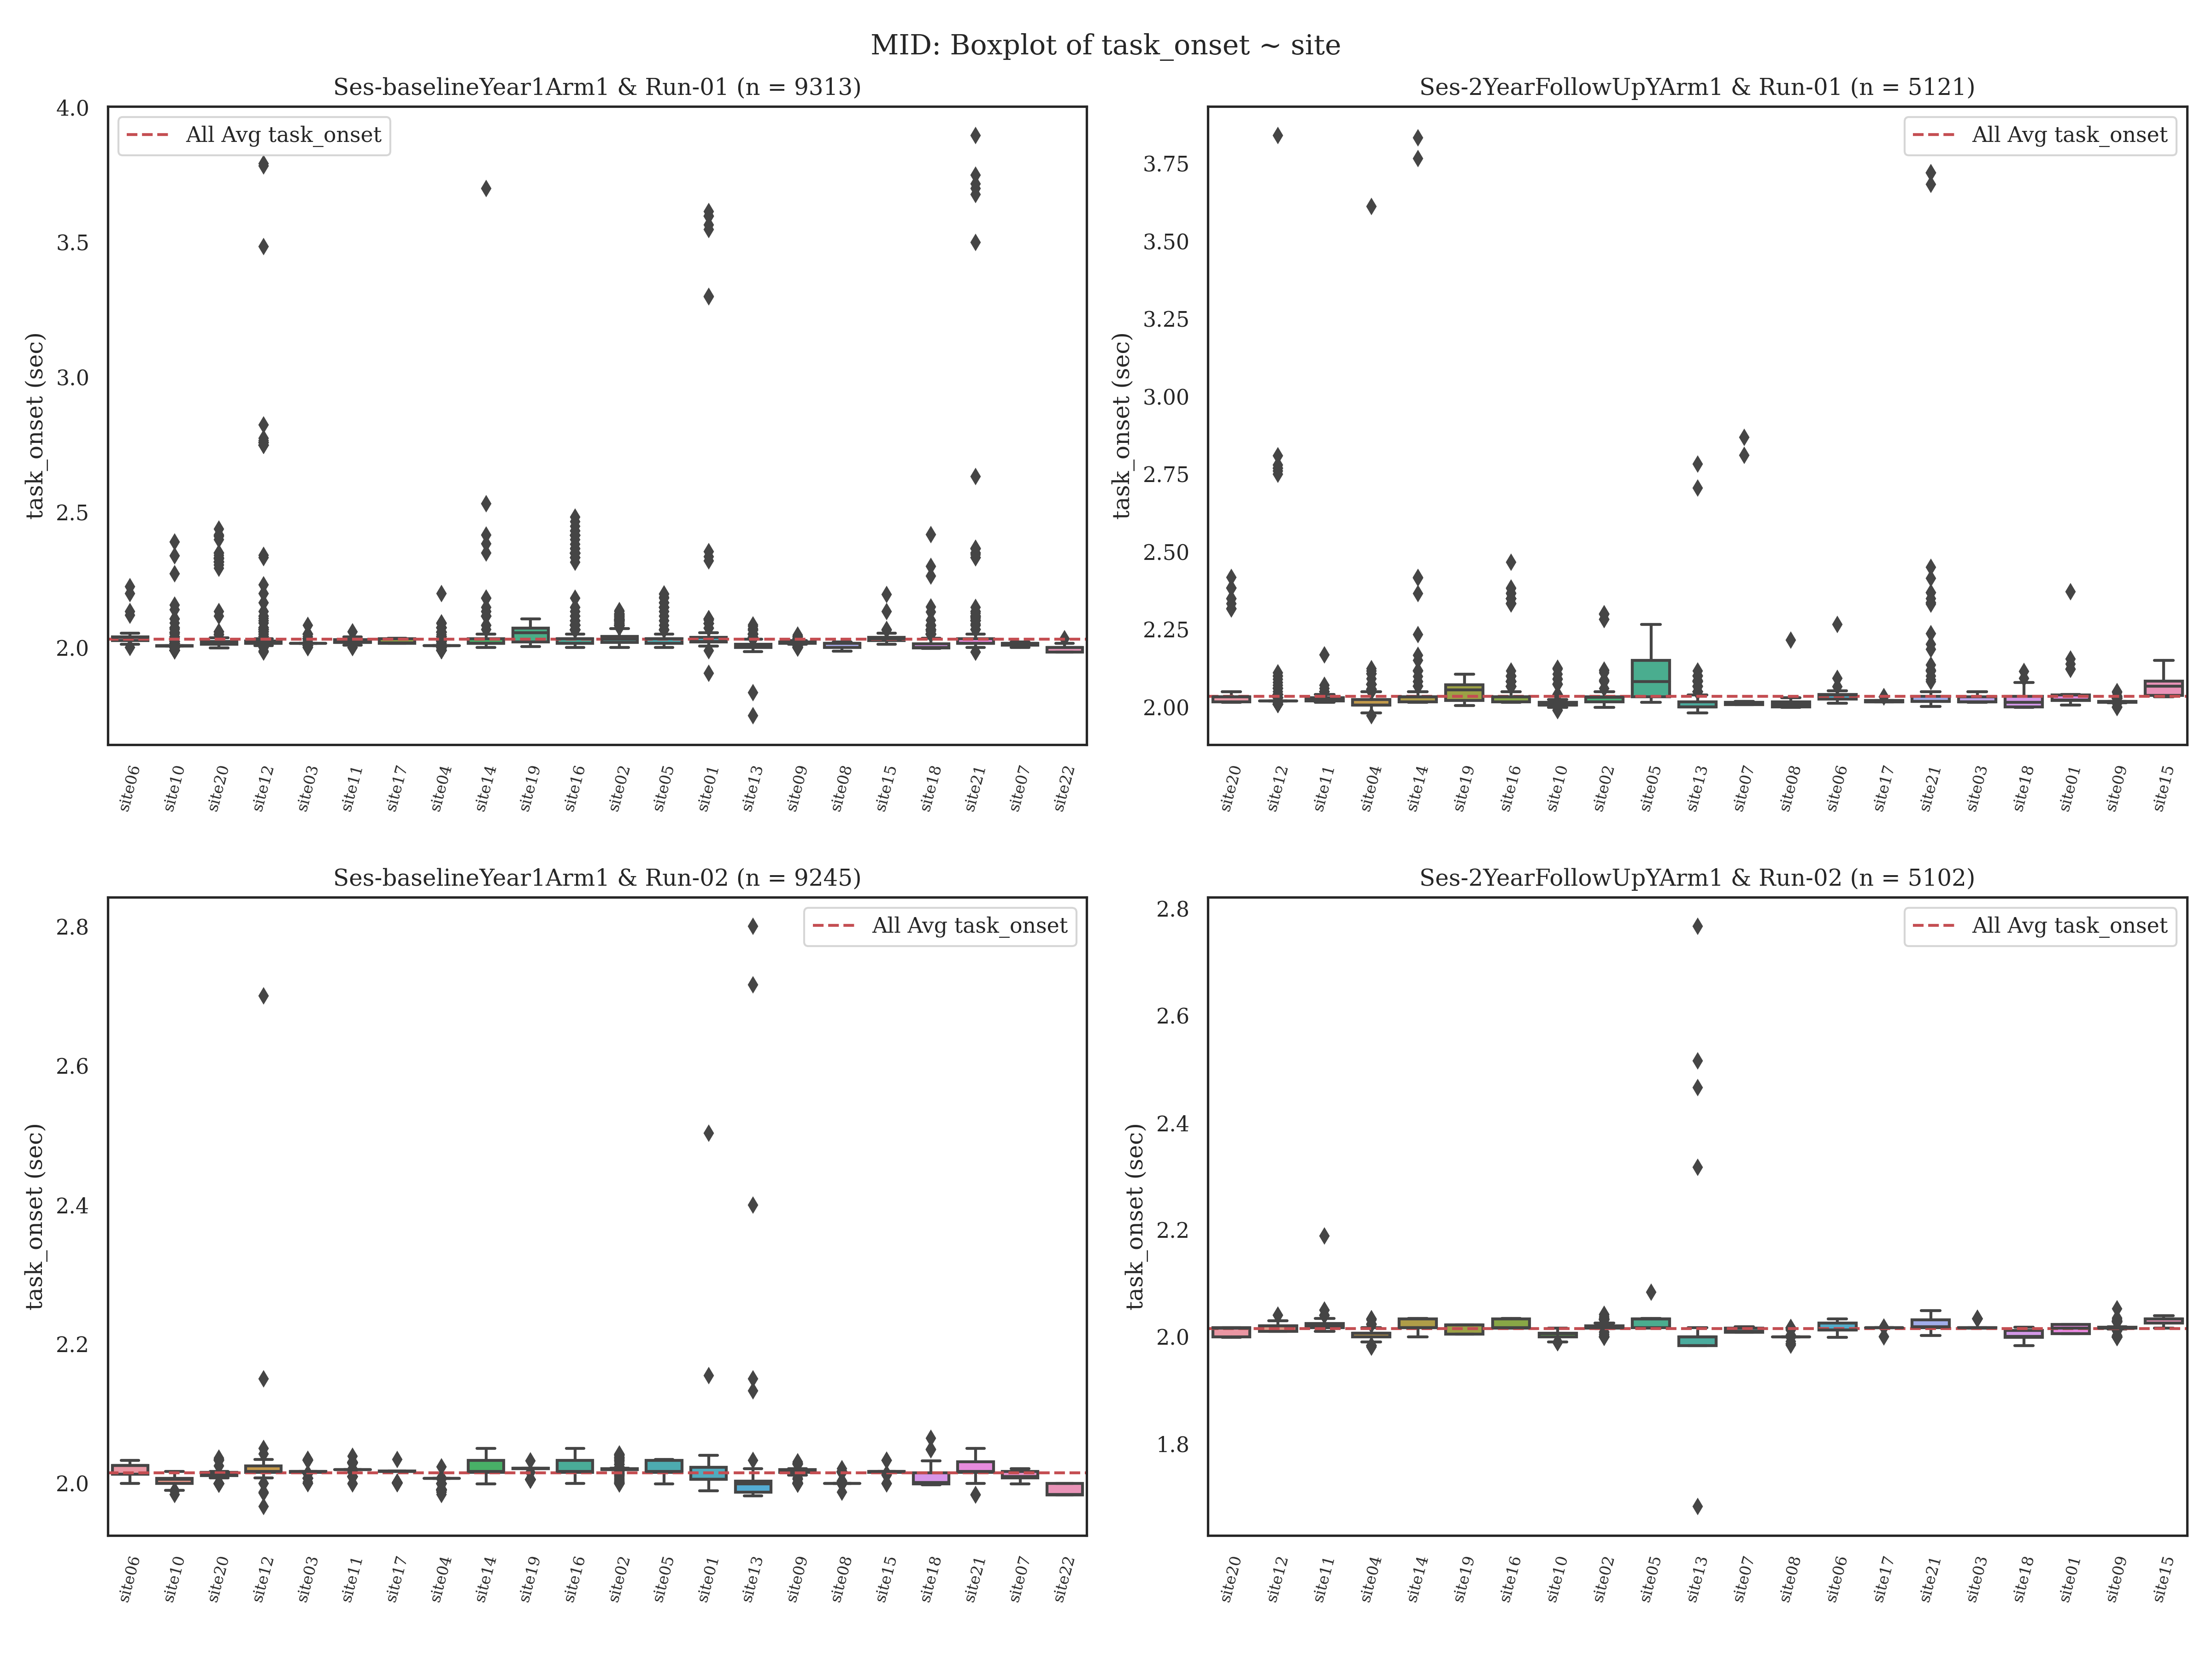 MID: Boxplot of task_onset ~ site
Ses-baselineYear1Arm1 & Run-01 (n = 9313)
All Avg task_onset
task_onset (sec)
4.0
3.5
3.0
2.5
2.0
site06 site10 site20 site12 site03 site11 site17 site04 site14 site19 site16 site02 site05 site01 site13 site09 site08 site15 site18 site21 site07 site22
Ses-2YearFollowUpYArm1 & Run-01 (n = 5121)
All Avg task_onset
task_onset (sec)
3.75
3.50
3.25
3.00
2.75
2.50
2.25
2.00
site20 site12 site11 site04 site14 site19 site16 site10 site02 site05 site13 site07 site08 site06 site17 site21 site03 site18 site01 site09 site15
Ses-baselineYear1Arm1 & Run-02 (n = 9245)
All Avg task_onset
task_onset (sec)
2.8
2.6
2.4
2.2
2.0
site06 site10 site20 site12 site03 site11 site17 site04 site14 site19 site16 site02 site05 site01 site13 site09 site08 site15 site18 site21 site07 site22
Ses-2YearFollowUpYArm1 & Run-02 (n = 5102)
All Avg task_onset
task_onset (sec)
2.8
2.6
2.4
2.2
2.0
1.8
site20 site12 site11 site04 site14 site19 site16 site10 site02 site05 site13 site07 site08 site06 site17 site21 site03 site18 site01 site09 site15